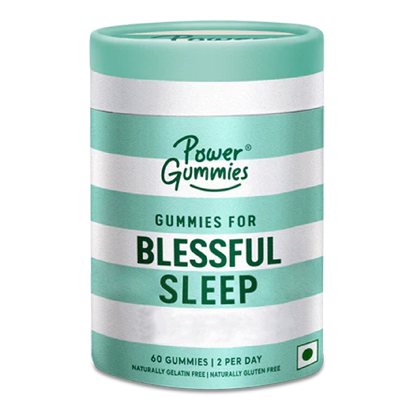 Power®
Gummies
GUMMIES FOR
BLESSFUL
SLEEP
60 GUMMIES | 2 PER DAY
NATURALLY GELATIN FREE | NATURALLY GLUTEN FREE